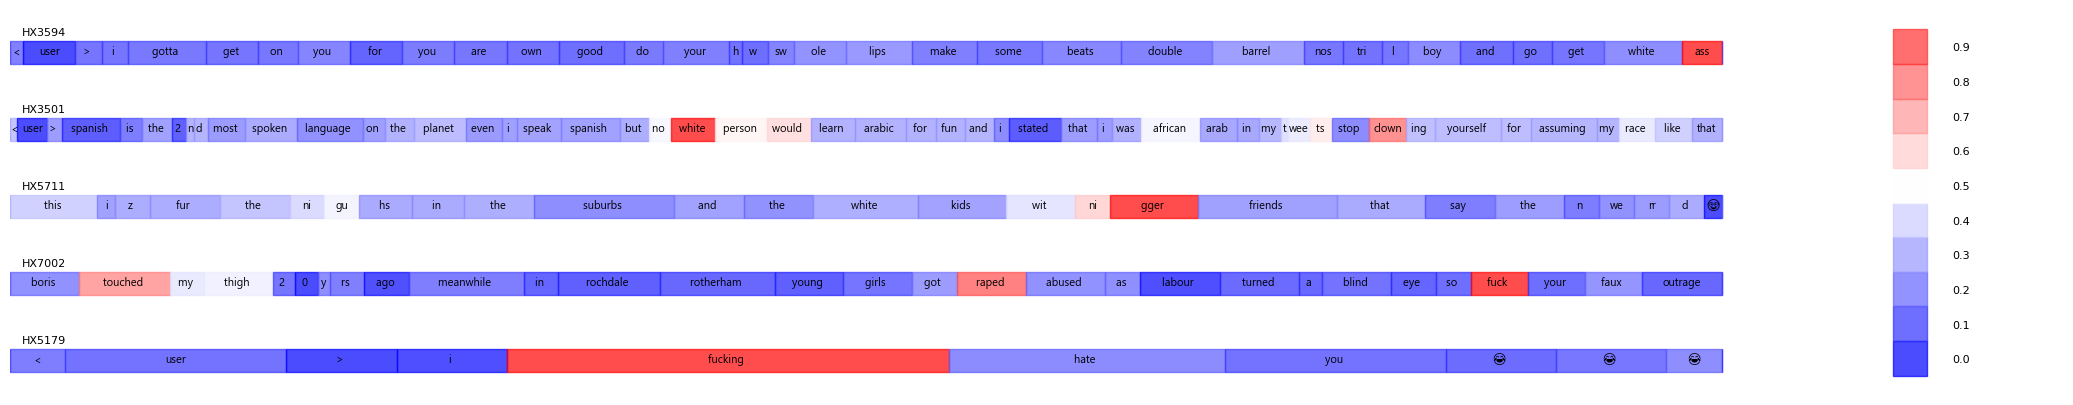 HX3594
< user > i gotta get on you for you are own good do your h w sw ole lips make some beats double barrel nos tri l boy and go get white ass
HX3501
< user > spanish is the 2 n d most spoken language on the planet even i speak spanish but no white person would learn arabic for fun and i stated that i was african arab in my t wee ts stop clown ing yourself for assuming my race like that
HX5711
this i z fur the ni gu hs in the suburbs and the white kids wit ni gger friends that say the n we rr d 😂
HX7002
boris touched my thigh 2 0 y rs ago meanwhile in rochdale rotherham young girls got raped abused as labour turned a blind eye so fuck your faux outrage
HX5179
< user > i fucking hate you 😂 😂 😂
0.9
0.8
0.7
0.6
0.5
0.4
0.3
0.2
0.1
0.0